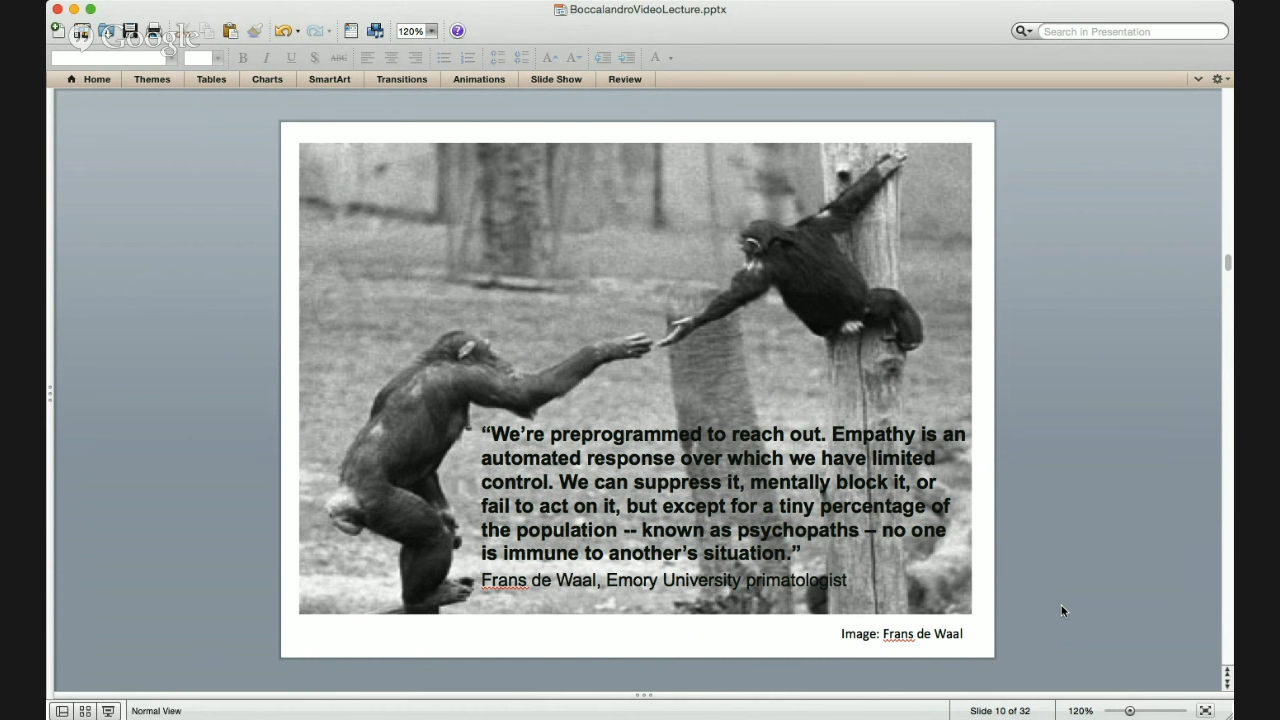 BoccalandroVideoLecture.pptx
Google
120%
Search in Presentation
B I U S ABC A A A
Home Themes Tables Charts SmartArt Transitions Animations Slide Show Review
“We’re preprogrammed to reach out. Empathy is an
automated response over which we have limited
control. We can suppress it, mentally block it, or
fail to act on it, but except for a tiny percentage of
the population -- known as psychopaths – no one
is immune to another’s situation.”
Frans de Waal, Emory University primatologist
Image: Frans de Waal
Normal View Slide 10 of 32 120%